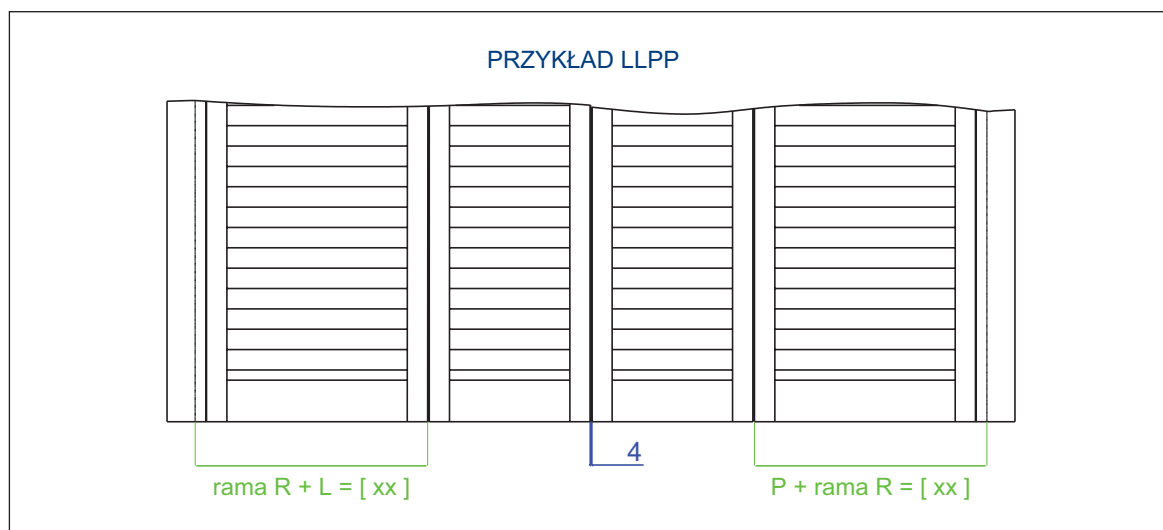 PRZYKŁAD LLPP
4
rama R + L = [ xx ]
P + rama R = [ xx ]